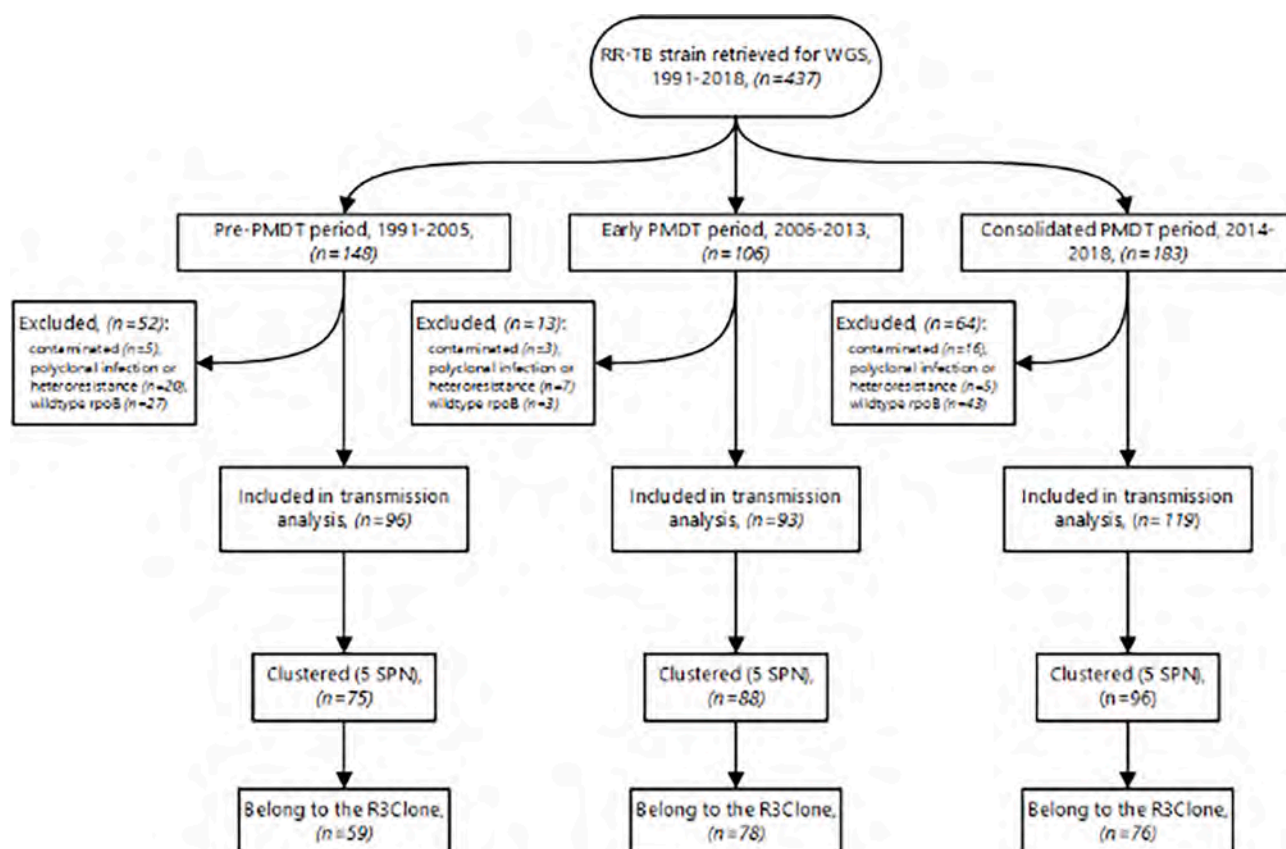 RR-TB strain retrieved for WGS,
1991-2018, (n=437)
Pre-PMDT period, 1991-2005,
(n=148)
Early PMDT period, 2006-2013,
(n=106)
Consolidated PMDT period, 2014-
2018, (n=183)
Excluded, (n=52):
contaminated (n=5),
polyclonal infection or
heteroresistance (n=20),
wildtype rpoB (n=27)
Excluded, (n=13):
contaminated (n=3),
polyclonal infection or
heteroresistance (n=7)
wildtype rpoB (n=3)
Excluded, (n=64):
contaminated (n=16),
polyclonal infection or
heteroresistance (n=5)
wildtype rpoB (n=43)
Included in transmission
analysis, (n=96)
Included in transmission
analysis, (n=93)
Included in transmission
analysis, (n=119)
Clustered (5 SPN),
(n=75)
Clustered (5 SPN),
(n=88)
Clustered (5 SPN),
(n=96)
Belong to the R3Clone,
(n=59)
Belong to the R3Clone,
(n=78)
Belong to the R3Clone,
(n=76)